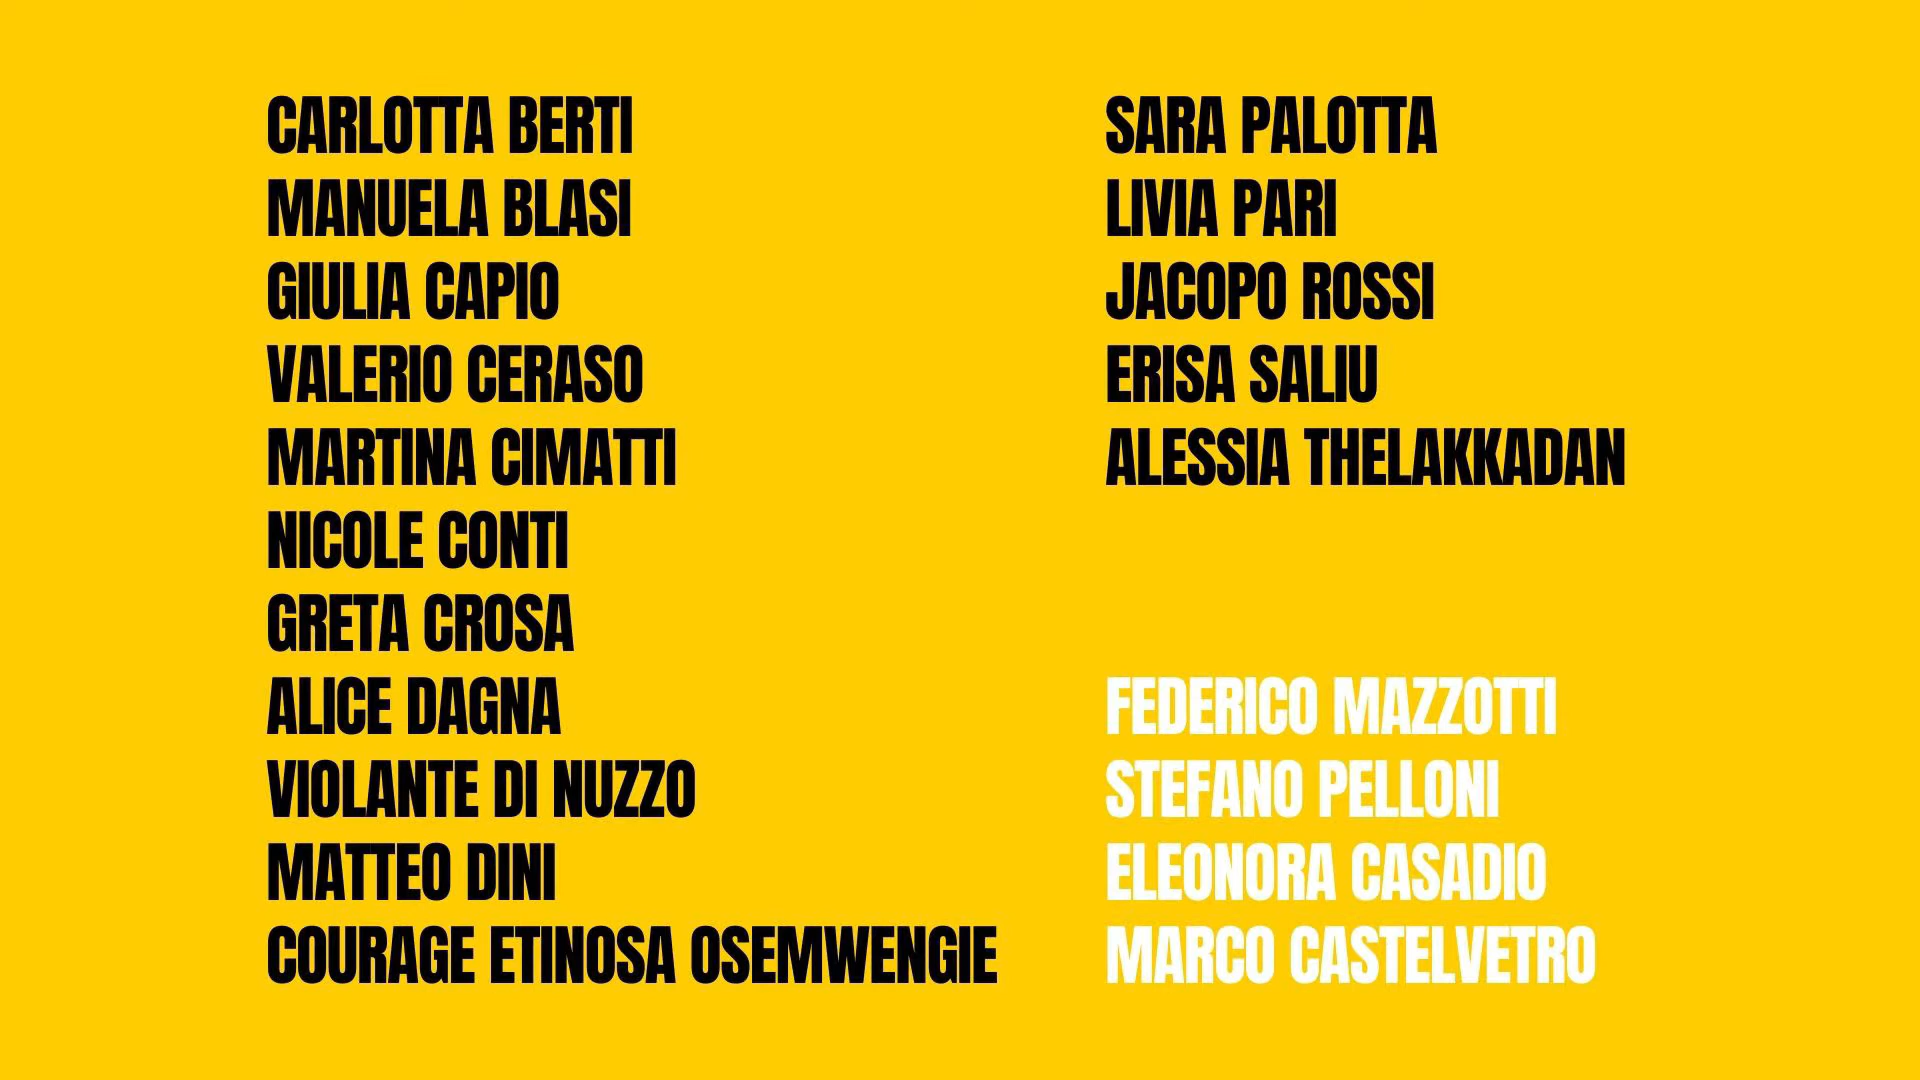 CARLOTTA BERTI
MANUELA BLASI
GIULIA CAPIO
VALERIO CERASO
MARTINA CIMATTI
NICOLE CONTI
GRETA CROSA
ALICE DAGNA
VIOLANTE DI NUZZO
MATTEO DINI
COURAGE ETINOSA OSEMWENGIE
SARA PALOTTA
LIVIA PARI
JACOPO ROSSI
ERISA SALIU
ALESSIA THELAKKADAN
FEDERICO MAZZOTTI
STEFANO PELLONI
ELEONORA CASADIO
MARCO CASTELVETRO